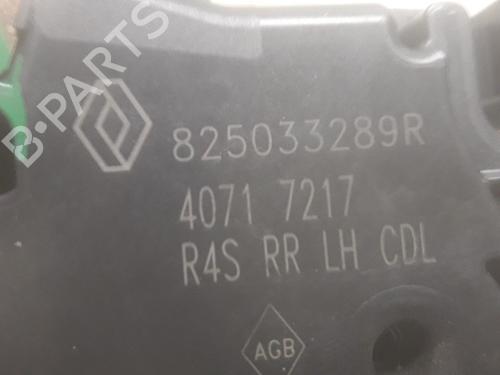 B-PARTS
825033289R
4071 7217
R4S RR LH CDL
AGB